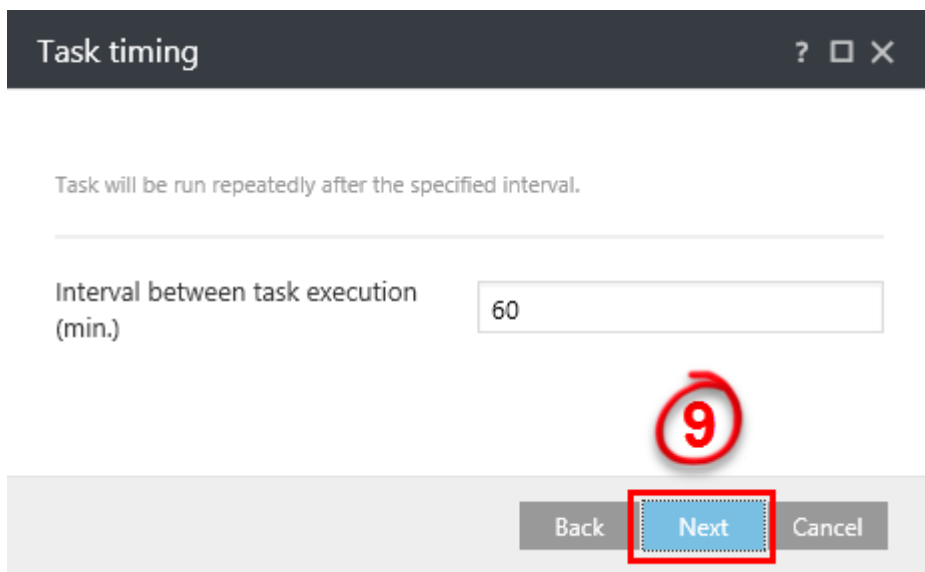 Task timing ?
Task will be run repeatedly after the specified interval.
Interval between task execution
(min.)
60
9
Back Next Cancel